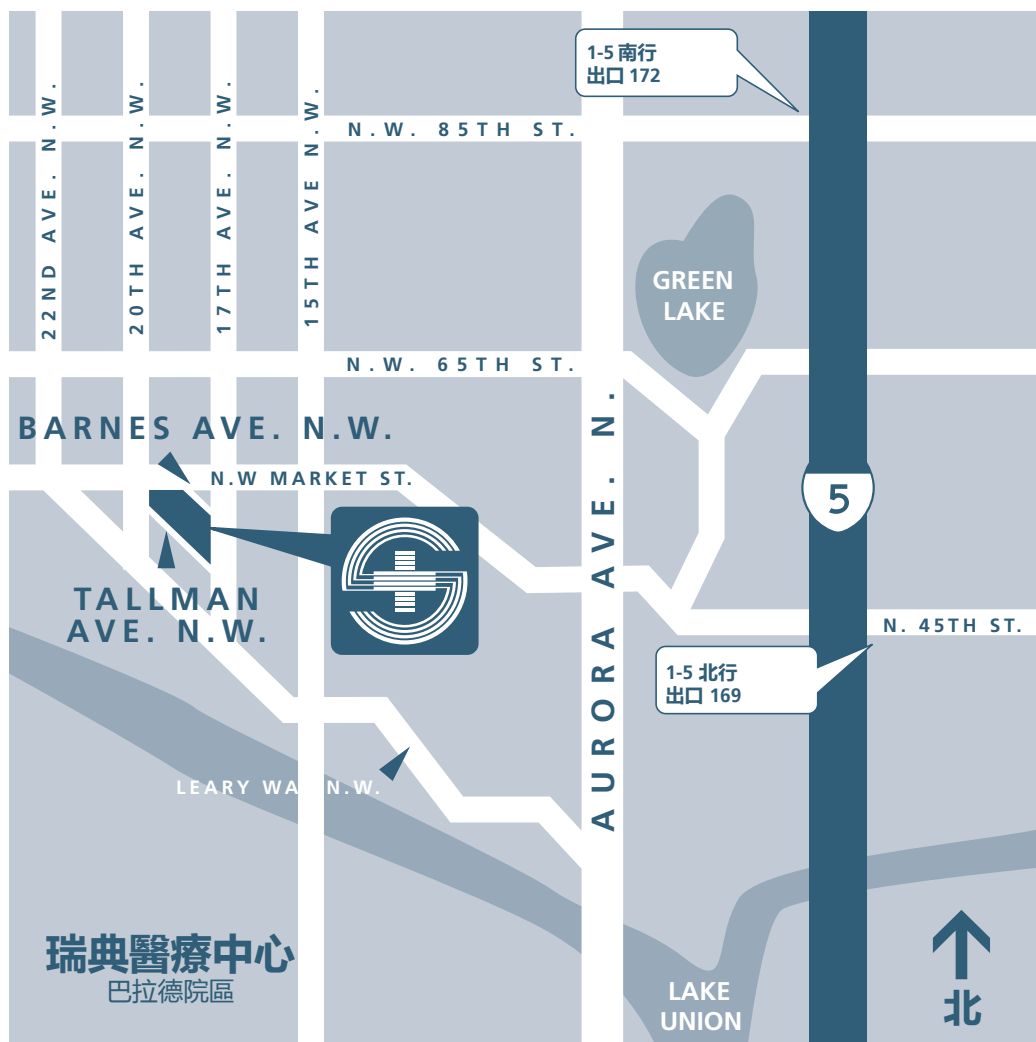 1-5 南行
出口 172
22ND AVE. N.W.
20TH AVE. N.W.
17TH AVE. N.W.
15TH AVE N.W.
N.W. 85TH ST.
GREEN
LAKE
N.W. 65TH ST.
BARNES AVE. N.W.
N.W MARKET ST.
5
TALLMAN
AVE. N.W.
AURORA AVE. N.
N. 45TH ST.
1-5 北行
出口 169
LEARY WA N.W.
瑞典醫療中心
巴拉德院區
LAKE
UNION
北